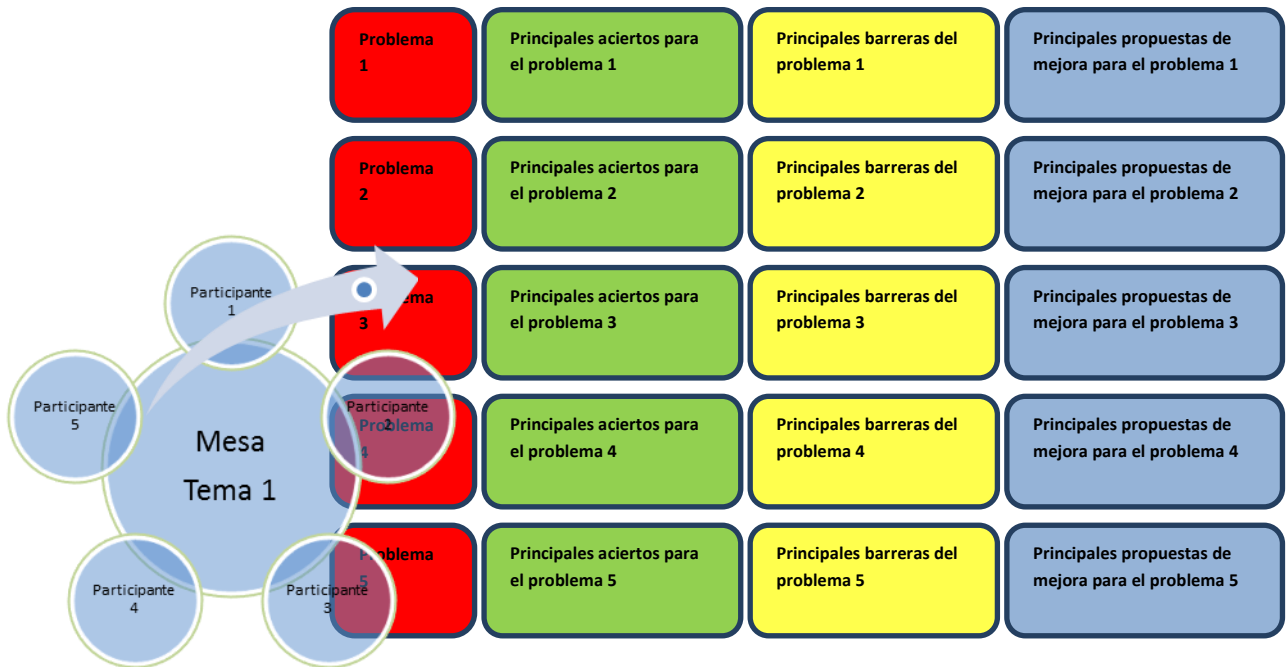 Problema
1
Principales aciertos para
el problema 1
Principales barreras del
problema 1
Principales propuestas de
mejora para el problema 1
Problema
2
Principales aciertos para
el problema 2
Principales barreras del
problema 2
Principales propuestas de
mejora para el problema 2
ema
3
Principales aciertos para
el problema 3
Principales barreras del
problema 3
Principales propuestas de
mejora para el problema 3
Problema
4
Principales aciertos para
el problema 4
Principales barreras del
problema 4
Principales propuestas de
mejora para el problema 4
Problema
5
Principales aciertos para
el problema 5
Principales barreras del
problema 5
Principales propuestas de
mejora para el problema 5
Participante
1
Participante
2
Participante
3
Participante
4
Participante
5
Mesa
Tema 1